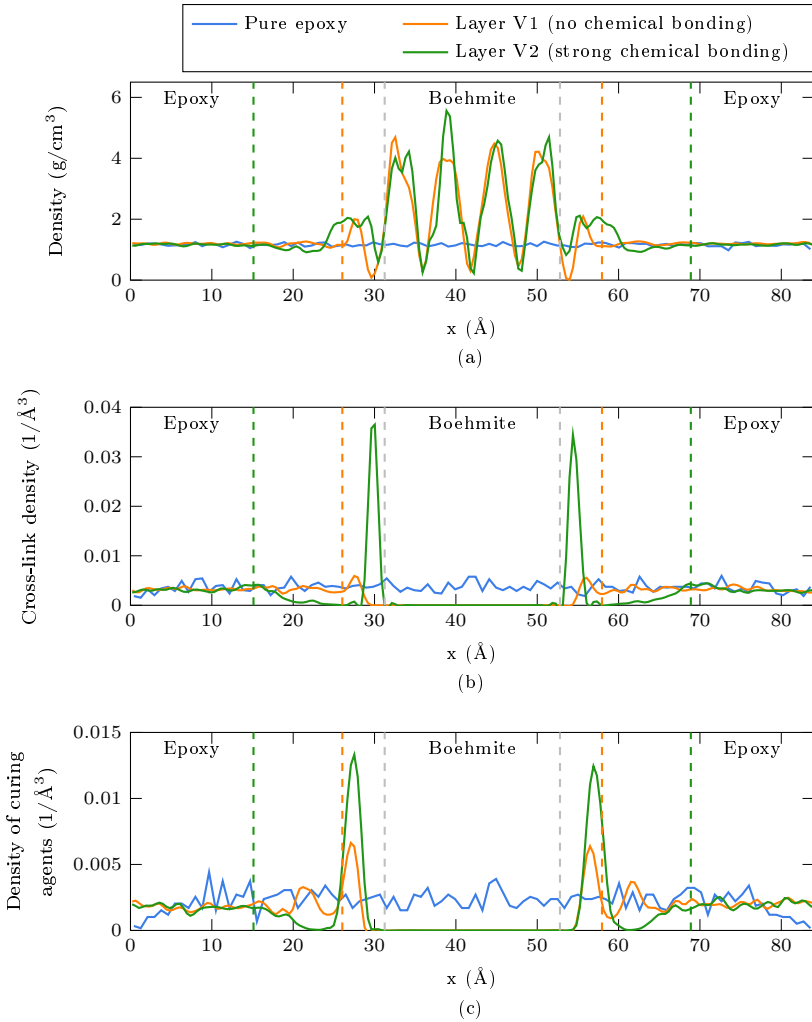 Pure epoxy
Layer V1 (no chemical bonding)
Layer V2 (strong chemical bonding)
Epoxy
Boehmite
Epoxy
Density (g/cm³)
6
4
2
0
0 10 20 30 40 50 60 70 80
x (Å)
(a)
Epoxy
Boehmite
Epoxy
Cross-link density (1/Å³)
0.04
0.03
0.02
0.01
0
0 10 20 30 40 50 60 70 80
x (Å)
(b)
Epoxy
Boehmite
Epoxy
Density of curing
agents (1/Å³)
0.015
0.01
0.005
0
0 10 20 30 40 50 60 70 80
x (Å)
(c)